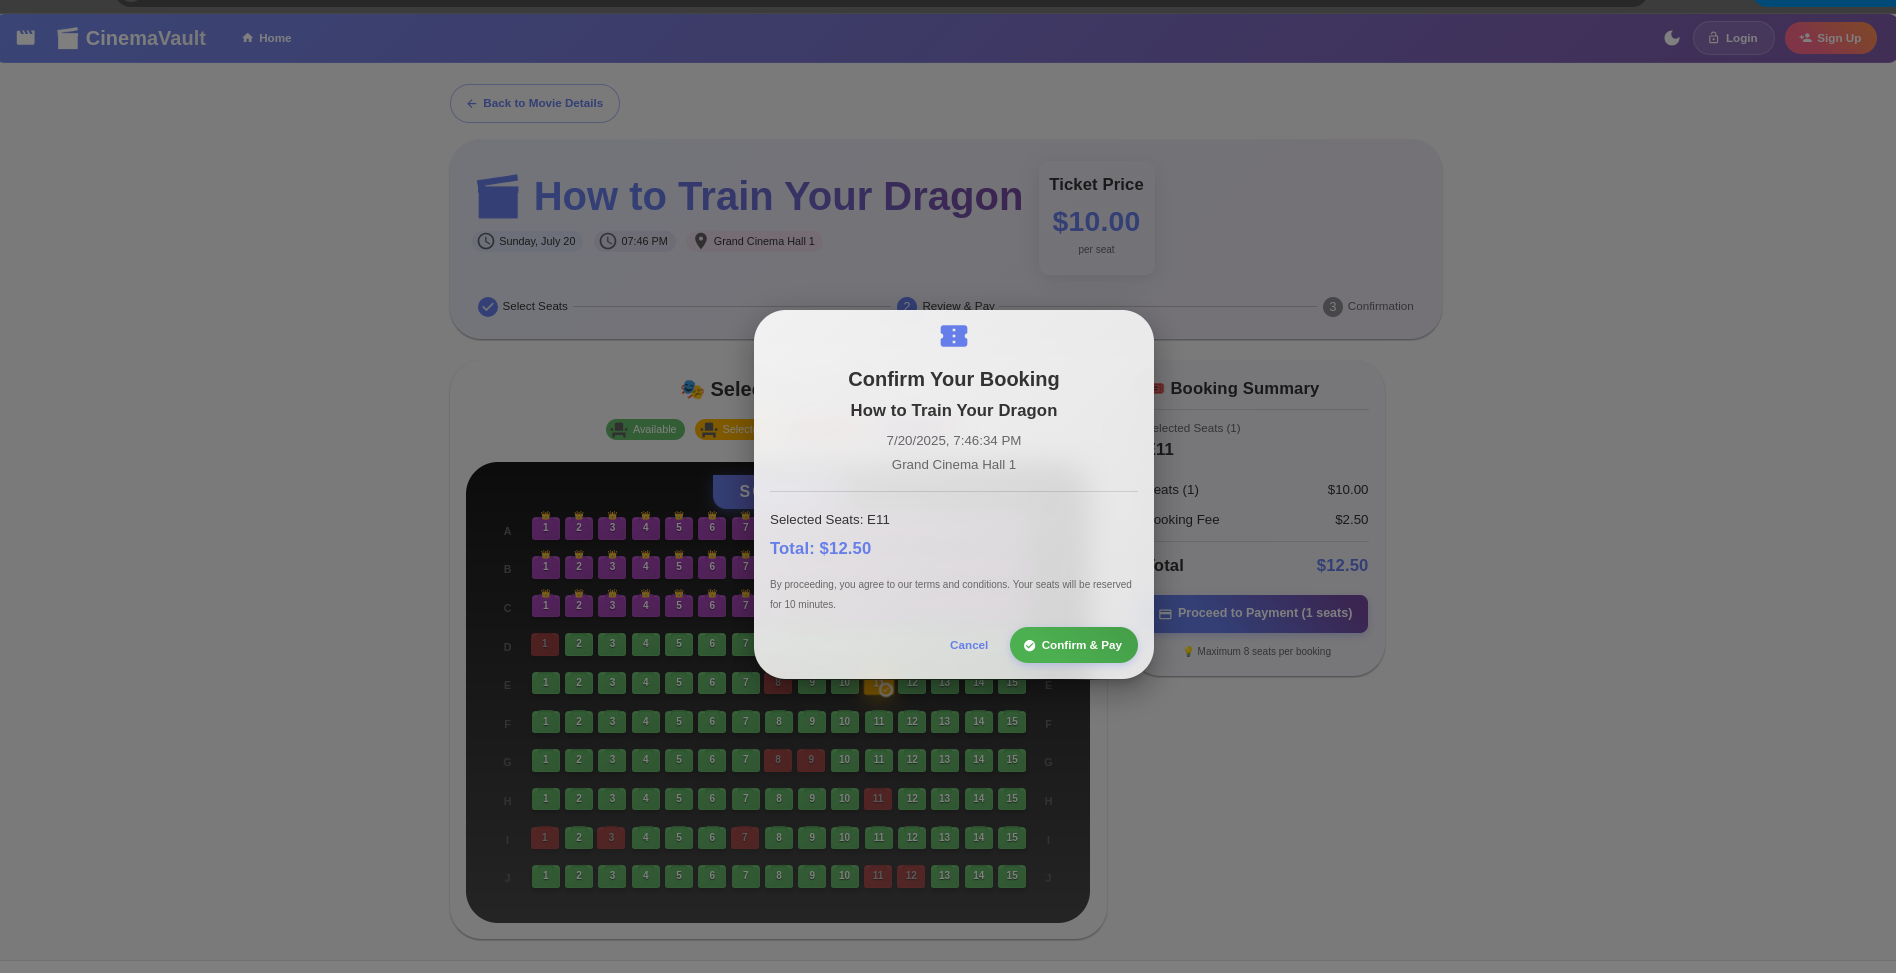 CinemaVault
Home
Login
Sign Up
Back to Movie Details
How to Train Your Dragon
Sunday, July 20
07:46 PM
Grand Cinema Hall 1
Ticket Price
$10.00
per seat
Select Seats
2
Review & Pay
3
Confirmation
Confirm Your Booking
How to Train Your Dragon
7/20/2025, 7:46:34 PM
Grand Cinema Hall 1
Selected Seats: E11
Total: $12.50
By proceeding, you agree to our terms and conditions. Your seats will be reserved
for 10 minutes.
Cancel
Confirm & Pay
Available
A 1 2 3 4 5 6 7
B 1 2 3 4 5 6 7
C 1 2 3 4 5 6 7
D 1 2 3 4 5 6 7
E 1 2 3 4 5 6 7 8 9 10 11 12 13 14 15 E
F 1 2 3 4 5 6 7 8 9 10 11 12 13 14 15 F
G 1 2 3 4 5 6 7 8 9 10 11 12 13 14 15 G
H 1 2 3 4 5 6 7 8 9 10 11 12 13 14 15 H
I 1 2 3 4 5 6 7 8 9 10 11 12 13 14 15 I
J 1 2 3 4 5 6 7 8 9 10 11 12 13 14 15 J
Booking Summary
elected Seats (1)
11
eats (1) $10.00
ooking Fee $2.50
otal $12.50
Proceed to Payment (1 seats)
Maximum 8 seats per booking